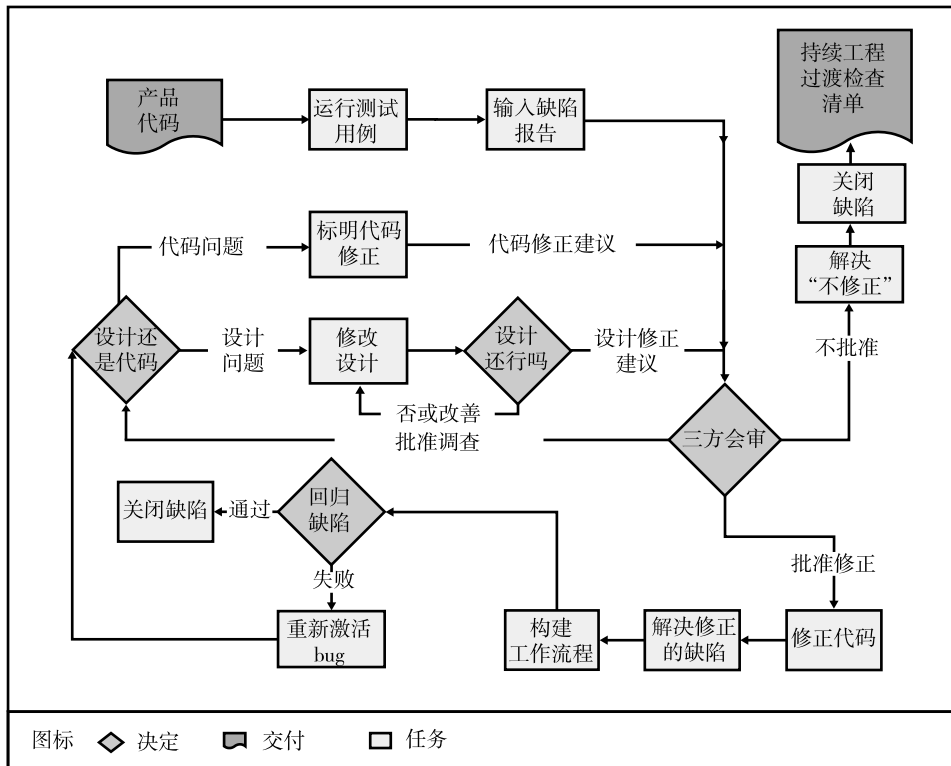 产品
代码
运行测试
用例
输入缺陷
报告
持续工程
过渡检查
清单
关闭
缺陷
解决
“不修正”
不批准
代码问题
标明代码
修正
代码修正建议
设计还
是代码
设计
问题
修改
设计
设计
还行吗
设计修正
建议
否或改善
批准调查
三方会审
关闭缺陷
通过
回归
缺陷
失败
重新激活
bug
构建
工作流程
解决修正
的缺陷
批准修正
修正代码
图标
决定
交付
任务